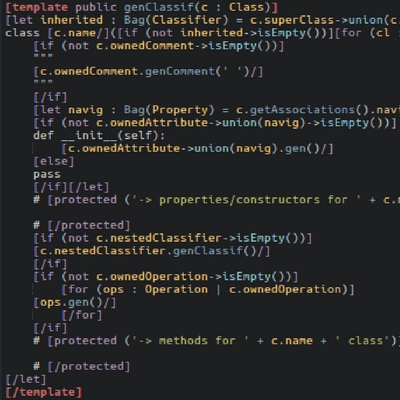 [template public genClassif(c : Class)]
[let inherited : Bag(Classifier) = c.superClass->union(c.
class [c.name/]([if (not inherited->isEmpty())][for (cl :
[if (not c.ownedComment->isEmpty())]
"""
[c.ownedComment.genComment(' ')/]
"""
[/if]
[let navig : Bag(Property) = c.getAssociations().navi
[if (not c.ownedAttribute->union(navig)->isEmpty())]
def __init__(self):
[c.ownedAttribute->union(navig).gen()/]
[else]
pass
[/if][/let]
# [protected ('-> properties/constructors for ' + c.n
# [/protected]
[if (not c.nestedClassifier->isEmpty())]
[c.nestedClassifier.genClassif()/]
[/if]
[if (not c.ownedOperation->isEmpty())]
[for (ops : Operation | c.ownedOperation)]
[ops.gen()/]
[/for]
[/if]
# [protected ('-> methods for ' + c.name + ' class')]
# [/protected]
[/let]
[/template]